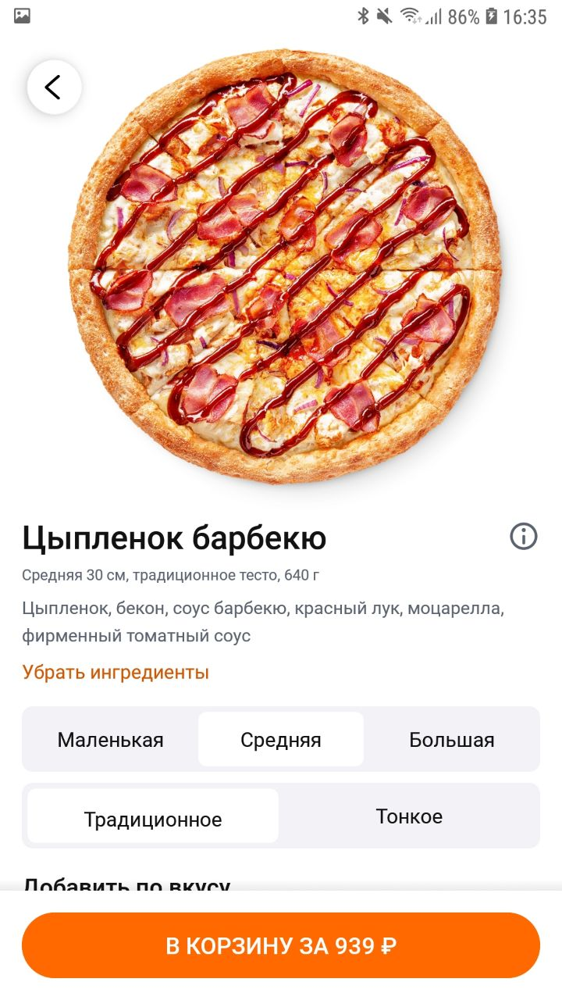 86% 16:35
Цыпленок барбекю
Средняя 30 см, традиционное тесто, 640 г
Цыпленок, бекон, соус барбекю, красный лук, моцарелла,
фирменный томатный соус
Убрать ингредиенты
Маленькая Средняя Большая
Традиционное Тонкое
Добавить по вкусу
В КОРЗИНУ ЗА 939 ₽